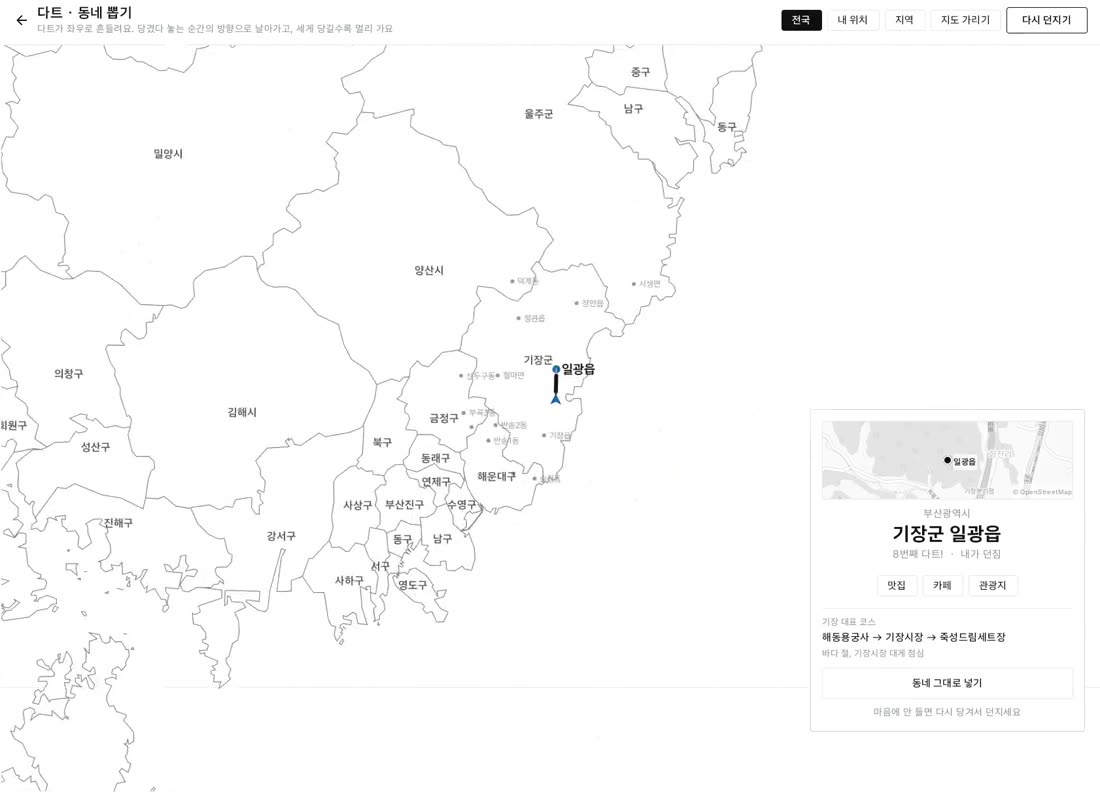 다트 · 동네 뽑기
다트가 좌우로 흔들려요. 당겼다 놓는 순간의 방향으로 날아가고, 세게 당길수록 멀리 가요
전국
내 위치
지역
지도 가리기
다시 던지기
중구
남구
울주군
동구
밀양시
양산시
덕계동
서생면
장안읍
정관읍
기장군
일광읍
의창구
철마면
김해시
금정구
회원구
반송2동
기장읍
성산구
북구
반송1동
동래구
해운대구
연제구
사상구
부산진구
수영구
진해구
강서구
동구
남구
서구
사하구
영도구
일광읍
© OpenStreetMap
부산광역시
기장군 일광읍
8번째 다트! · 내가 던짐
맛집
카페
관광지
기장 대표 코스
해동용궁사 → 기장시장 → 죽성드림세트장
바다 절, 기장시장 대게 점심
동네 그대로 넣기
마음에 안 들면 다시 당겨서 던지세요